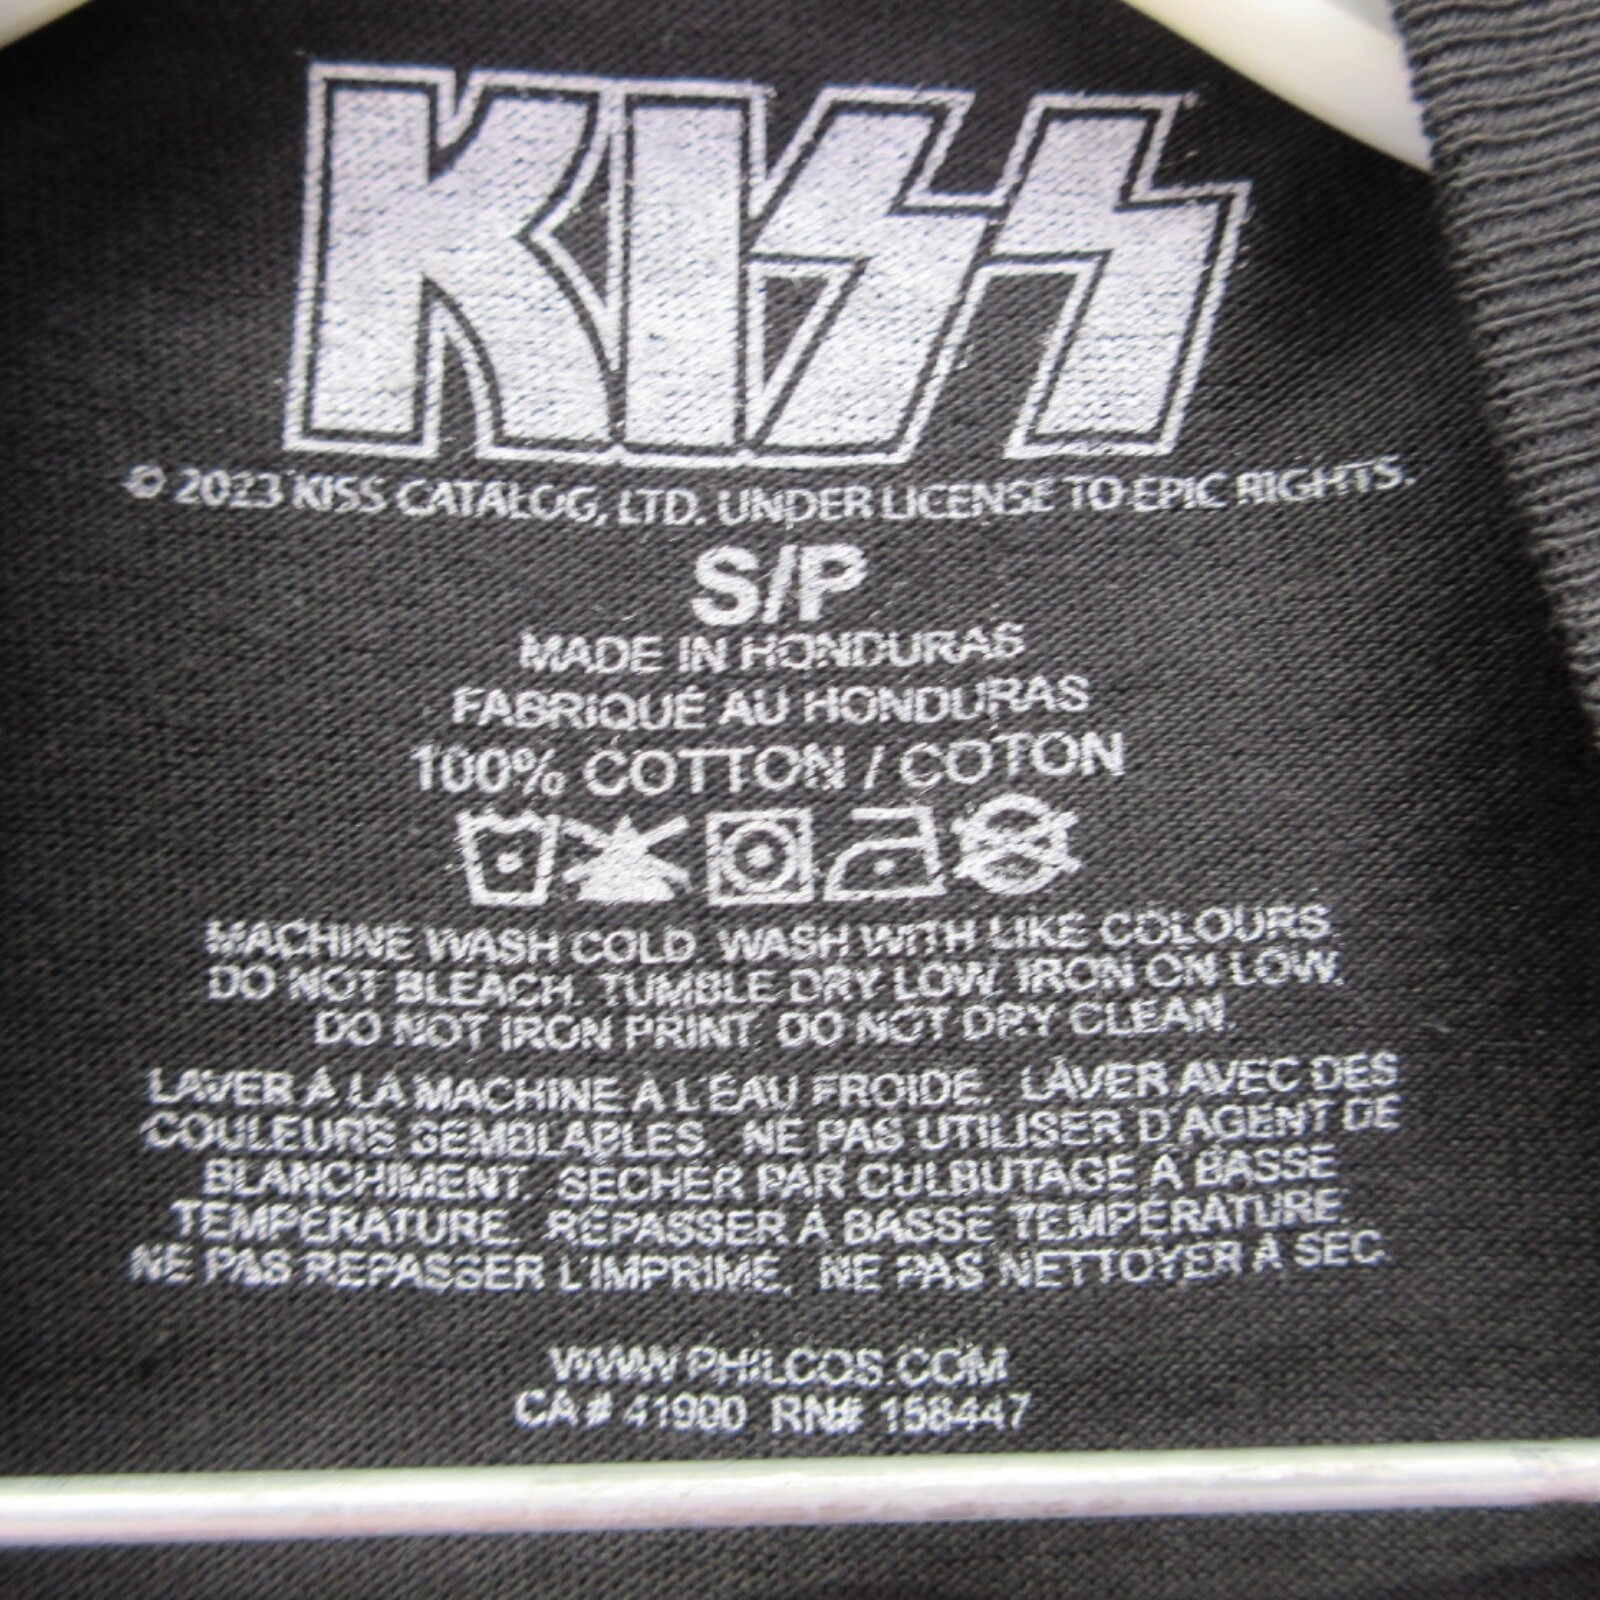 KISS
© 2023 KISS CATALOG, LTD. UNDER LICENSE TO EPIC RIGHTS.
S/P
MADE IN HONDURAS
FABRIQUÉ AU HONDURAS
100% COTTON / COTON
MACHINE WASH COLD. WASH WITH LIKE COLOURS.
DO NOT BLEACH. TUMBLE DRY LOW. IRON ON LOW.
DO NOT IRON PRINT. DO NOT DRY CLEAN.
LAVER À LA MACHINE À L'EAU FROIDE. LAVER AVEC DES
COULEURS SEMBLABLES. NE PAS UTILISER D'AGENT DE
BLANCHIMENT. SÉCHER PAR CULBUTAGE À BASSE
TEMPÉRATURE. REPASSER À BASSE TEMPÉRATURE.
NE PAS REPASSER L'IMPRIMÉ. NE PAS NETTOYER À SEC.
WWW.PHILCOS.COM
CA# 41900 RN# 158447